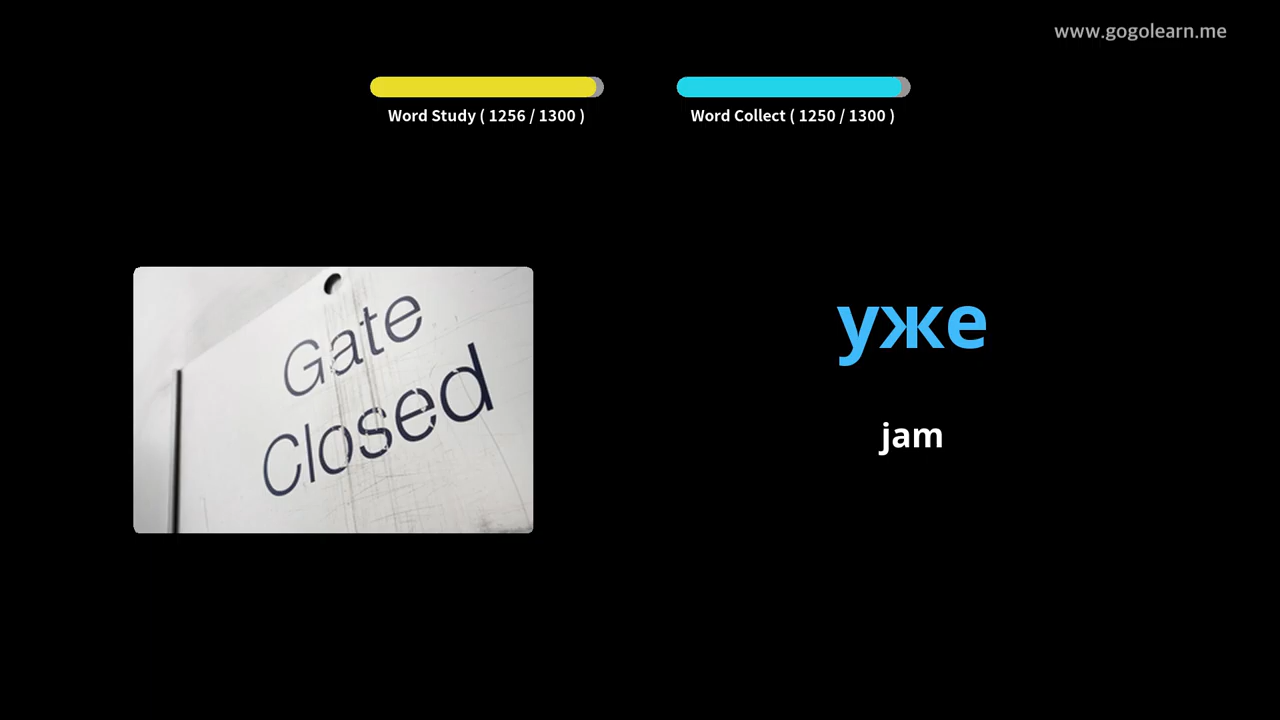 www.gogolearn.me
Word Study ( 1256 / 1300 )
Word Collect ( 1250 / 1300 )
Gate
Closed
уже
jam